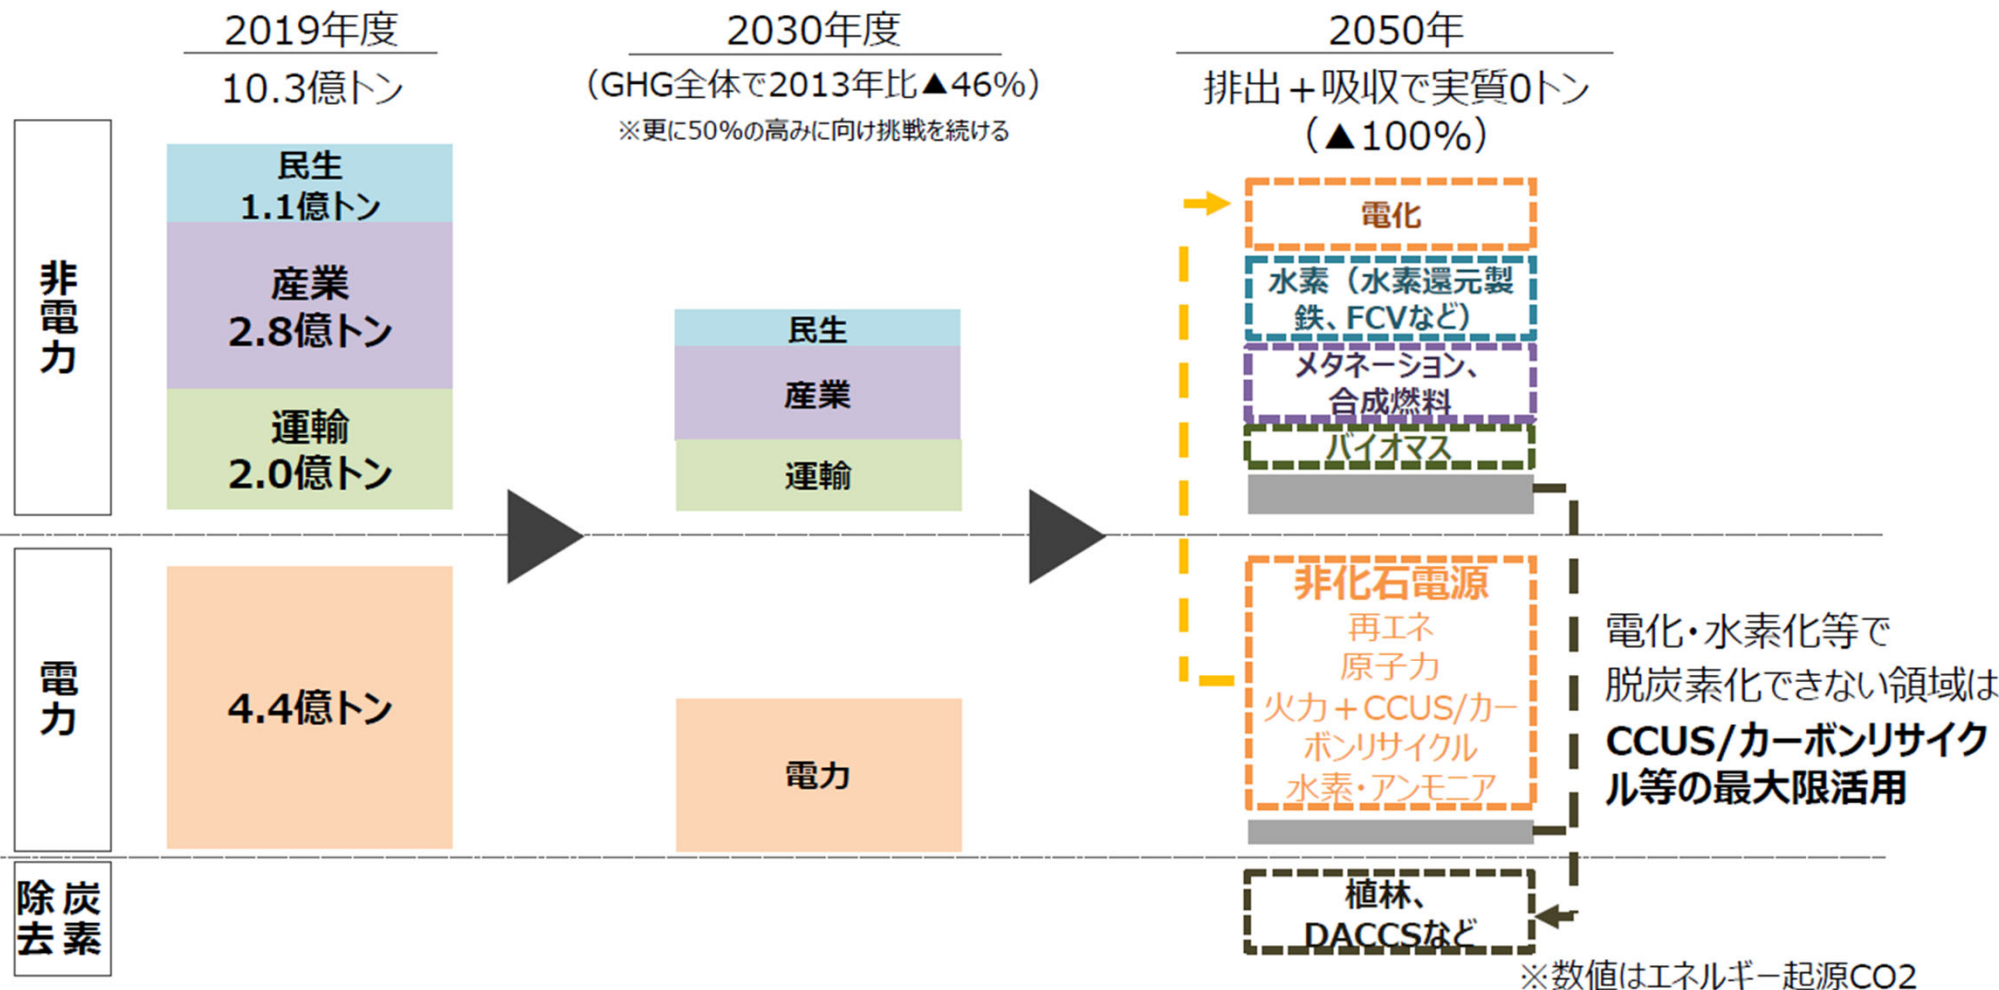 2019年度
10.3億トン
2030年度
（GHG全体で2013年比▲46%）
※更に50%の高みに向け挑戦を続ける
2050年
排出＋吸収で実質0トン
（▲100%）
非電力
民生
1.1億トン
産業
2.8億トン
運輸
2.0億トン
民生
産業
運輸
電化
水素（水素還元製
鉄、FCVなど）
メタネーション、
合成燃料
バイオマス
電力
4.4億トン
電力
非化石電源
再エネ
原子力
火力＋CCUS/カー
ボンリサイクル
水素・アンモニア
電化・水素化等で
脱炭素化できない領域は
CCUS/カーボンリサイク
ル等の最大限活用
炭素
除去
植林、
DACCSなど
※数値はエネルギー起源CO2